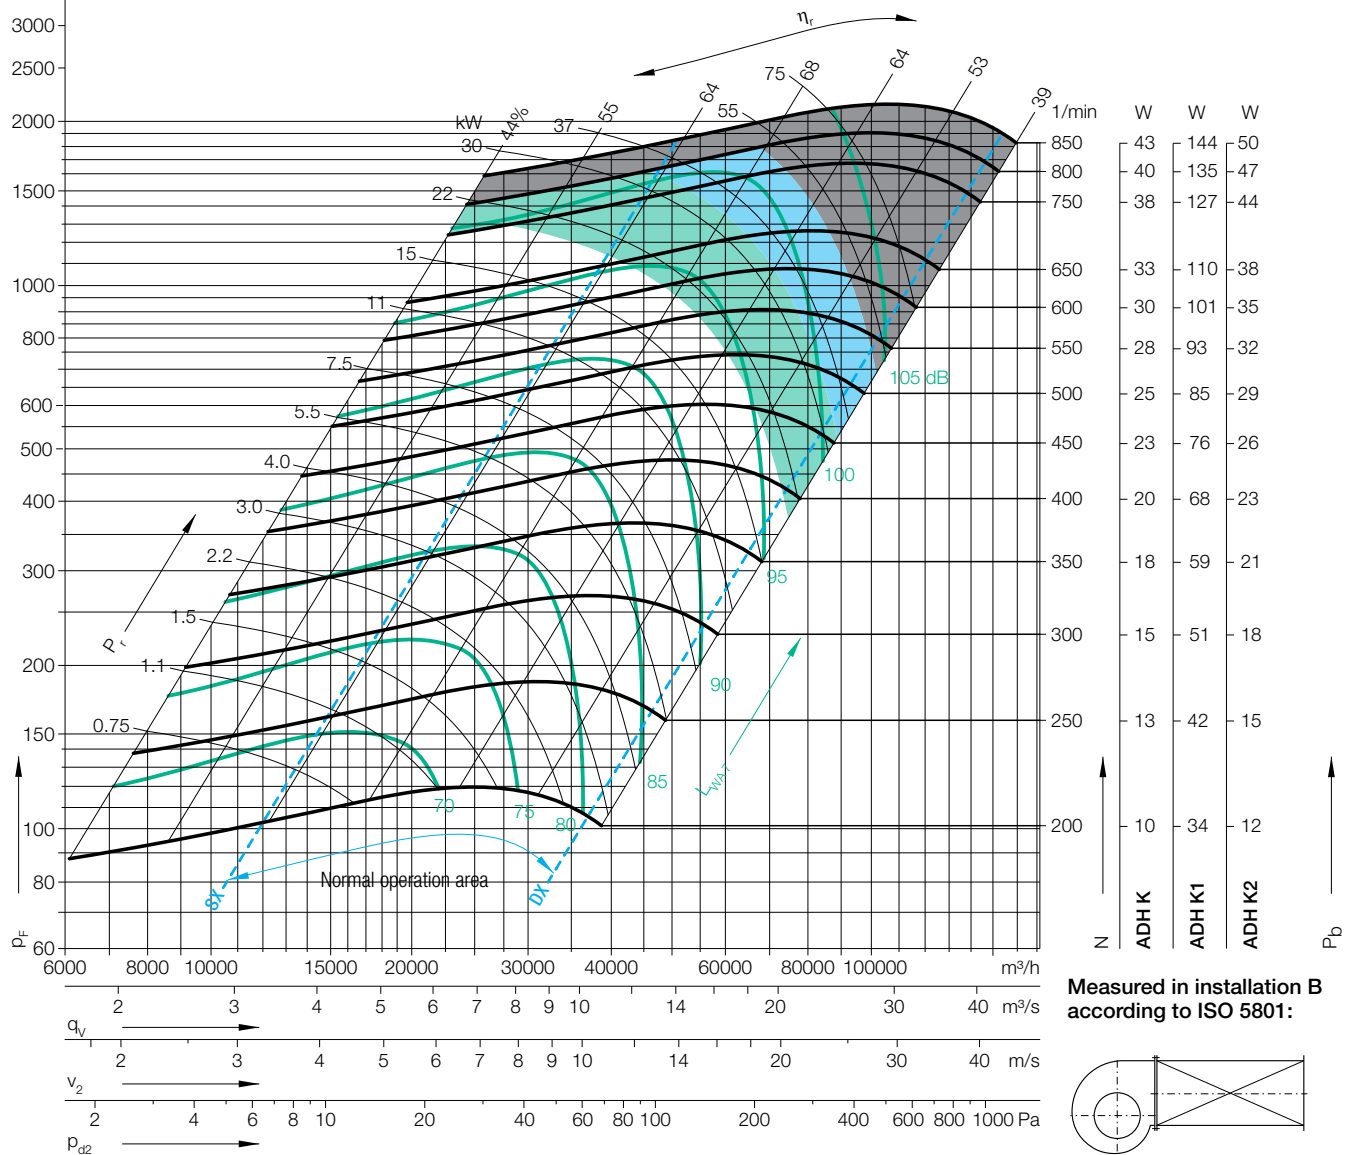 3000
2500
2000
1500
1000
800
600
500
400
300
200
150
100
80
60
p_F
η_r
kW
44%
55
64
75
68
64
53
39
55
37
30
22
15
11
7.5
5.5
4.0
3.0
2.2
1.5
1.1
0.75
P_r
105 dB
100
95
90
85
80
75
70
L_WA7
SX
DX
Normal operation area
1/min W W W
850 43 144 50
800 40 135 47
750 38 127 44
650 33 110 38
600 30 101 35
550 28 93 32
500 25 85 29
450 23 76 26
400 20 68 23
350 18 59 21
300 15 51 18
250 13 42 15
200 10 34 12
N ADH K ADH K1 ADH K2 P_b
6000 8000 10000 15000 20000 30000 40000 60000 80000 100000 m³/h
2 3 4 5 6 7 8 9 10 14 20 30 40 m³/s
q_V
2 3 4 5 6 7 8 9 10 14 20 30 40 m/s
v_2
2 4 6 8 10 20 40 60 80 100 200 400 600 800 1000 Pa
p_d2
Measured in installation B
according to ISO 5801: